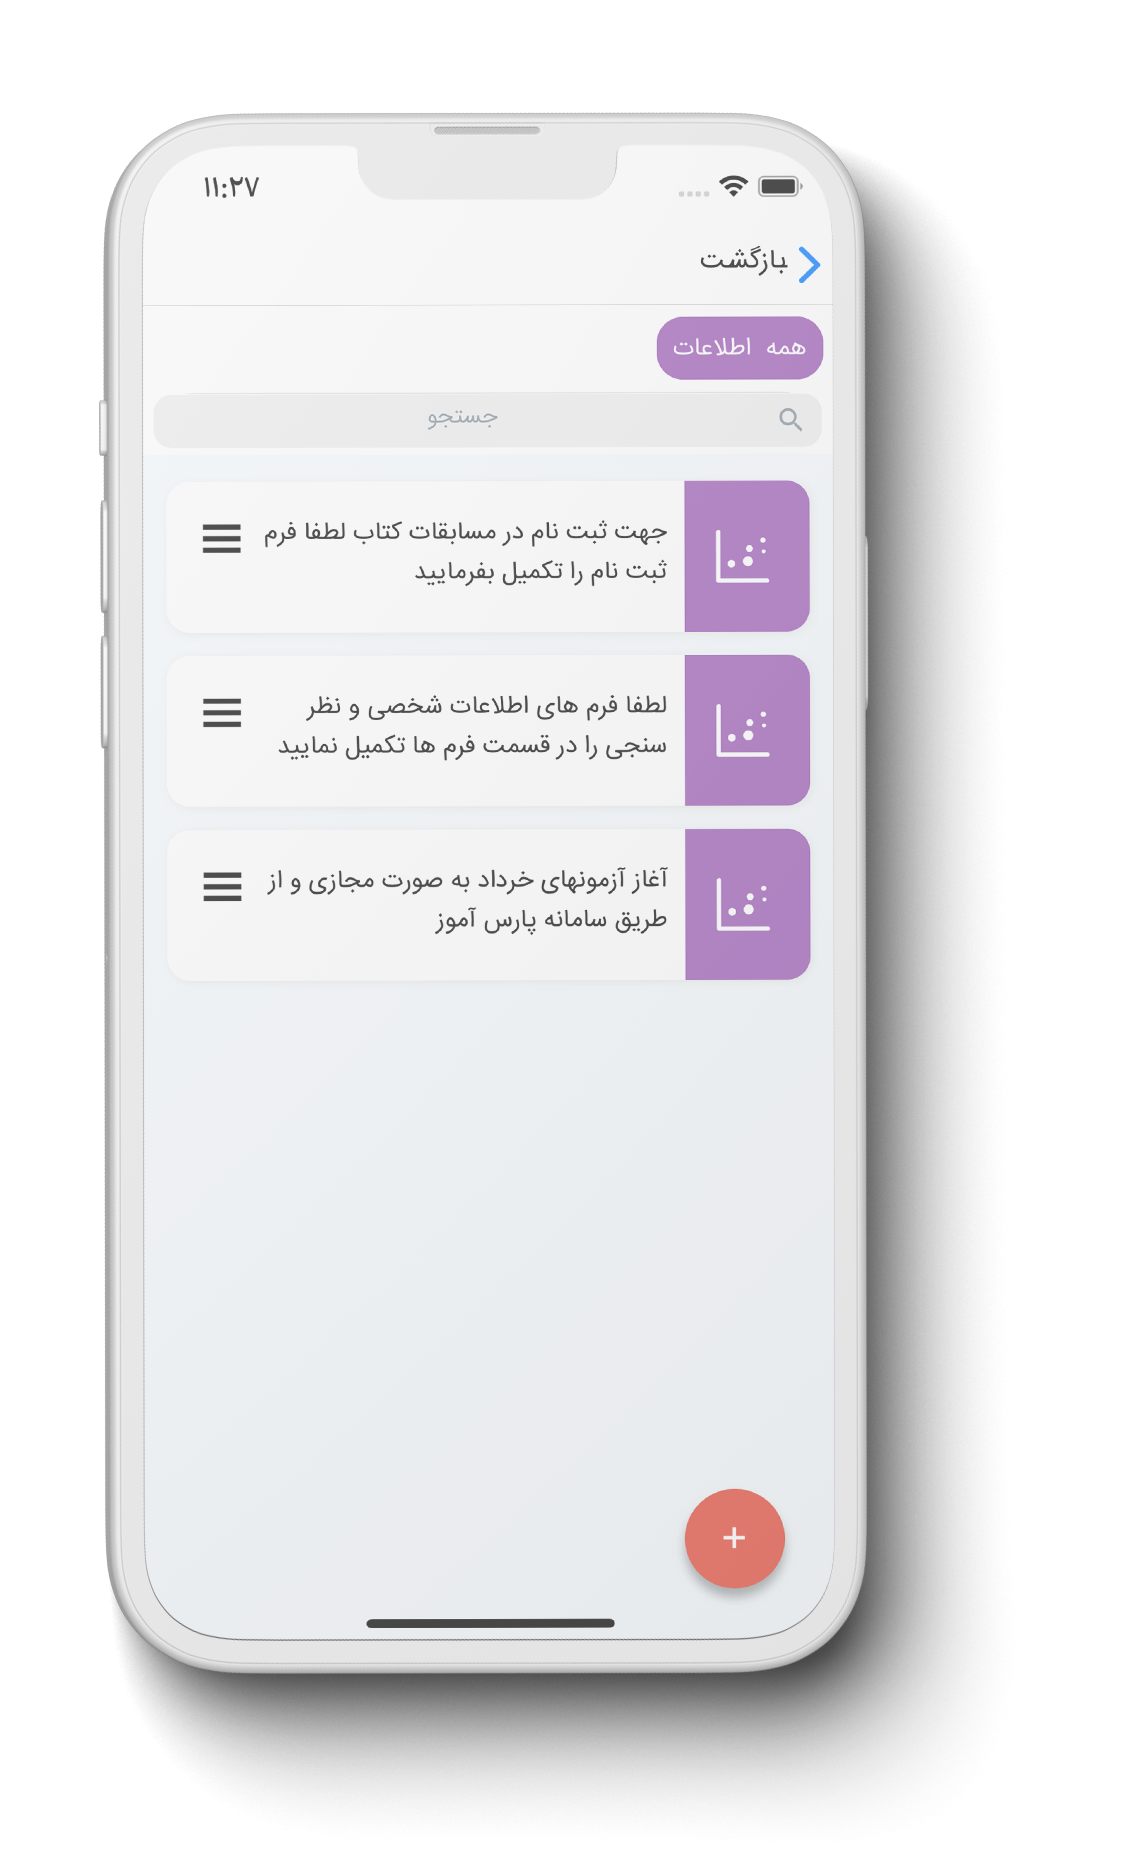 ۱۱:۲۷
بازگشت
همه اطلاعات
جستجو
جهت ثبت نام در مسابقات کتاب لطفا فرم
ثبت نام را تکمیل بفرمایید
لطفا فرم های اطلاعات شخصی و نظر
سنجی را در قسمت فرم ها تکمیل نمایید
آغاز آزمونهای خرداد به صورت مجازی و از
طریق سامانه پارس آموز
+